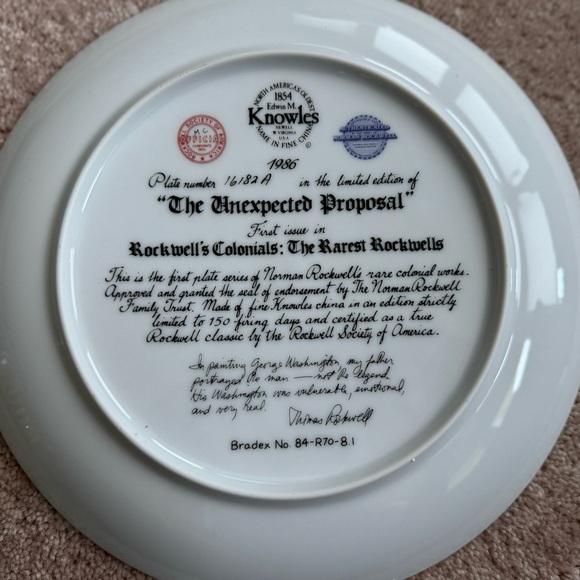 NORTH AMERICA'S OLDEST
1854
Edwin M.
Knowles
NEWELL
W. VIRGINIA
U.S.A.
NAME IN FINE CHINA
©
1986
Plate number 16182A in the limited edition of
"The Unexpected Proposal"
First issue in
Rockwell's Colonials: The Rarest Rockwells
This is the first plate series of Norman Rockwell's rare colonial works.
Approved and granted the seal of endorsement by The Norman Rockwell
Family Trust. Made of fine Knowles china in an edition strictly
limited to 150 firing days and certified as a true
Rockwell classic by the Rockwell Society of America.
In painting George Washington my father
portrayed the man — not the legend.
His Washington was vulnerable, emotional,
and very real.
Thomas Rockwell
Bradex No. 84-R70-8.1